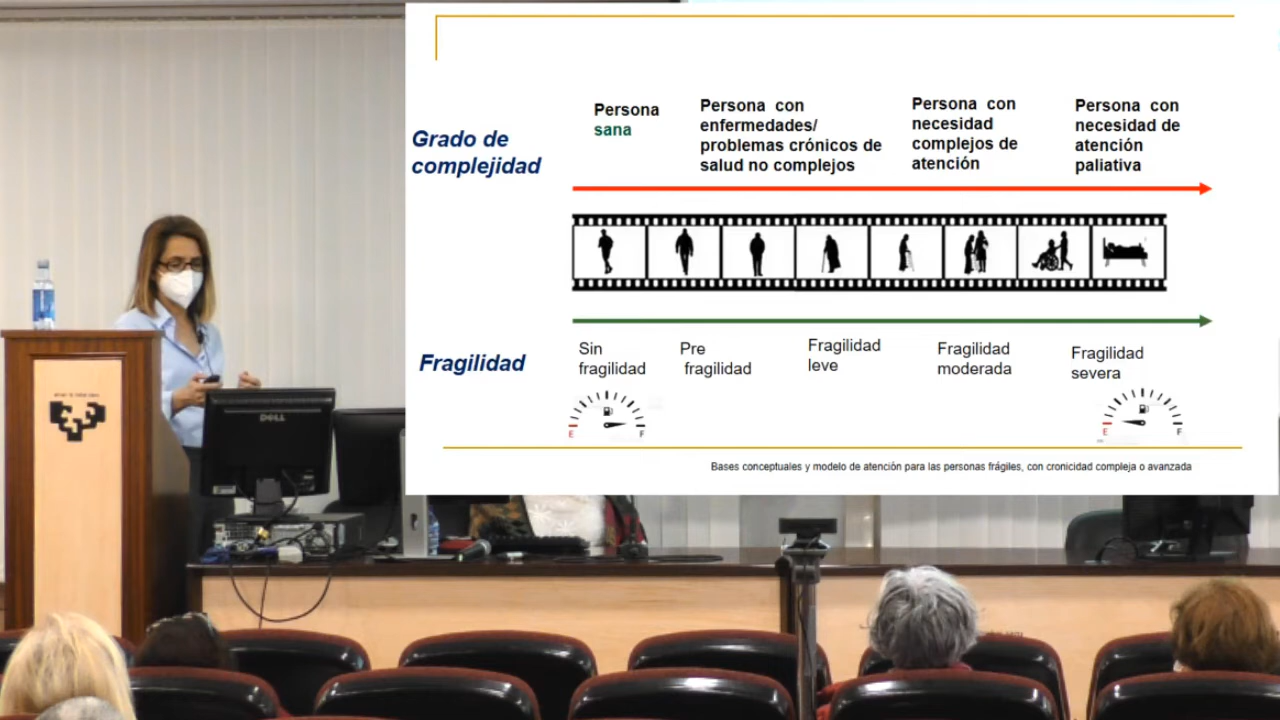 Persona
sana
Persona con
enfermedades/
problemas crónicos de
salud no complejos
Persona con
necesidad
complejos de
atención
Persona con
necesidad de
atención
paliativa
Grado de
complejidad
Fragilidad
Sin
fragilidad
Pre
fragilidad
Fragilidad
leve
Fragilidad
moderada
Fragilidad
severa
E
F
E
F
Bases conceptuales y modelo de atención para las personas frágiles, con cronicidad compleja o avanzada
DELL